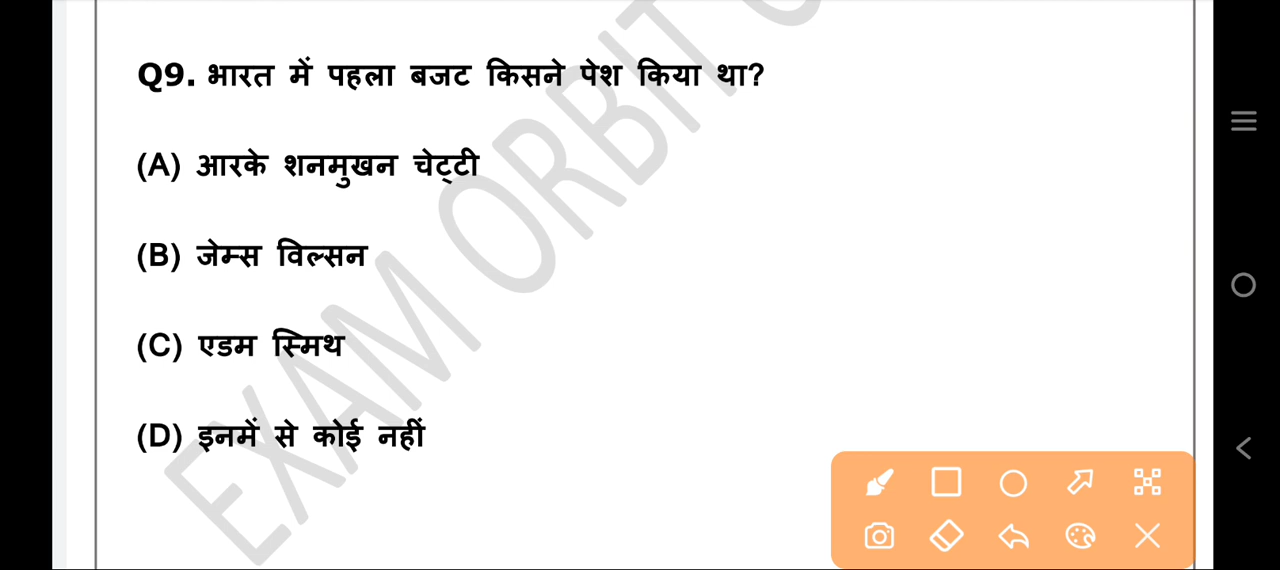 Q9. भारत में पहला बजट किसने पेश किया था?
(A) आरके शनमुखन चेट्टी
(B) जेम्स विल्सन
(C) एडम स्मिथ
(D) इनमें से कोई नहीं
EXAM ORBIT